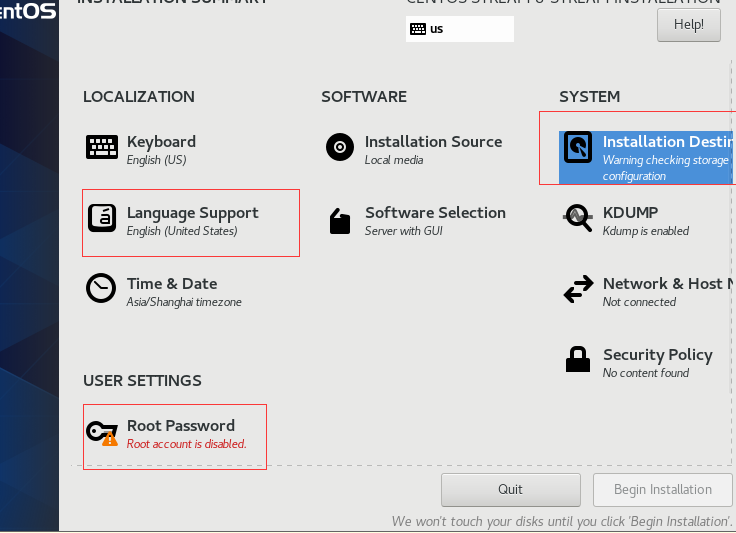 entOS
INSTALLATION SUMMARY
CENTOS STREAM 8-STREAM INSTALLATION
us
Help!
LOCALIZATION
Keyboard
English (US)
Language Support
English (United States)
Time & Date
Asia/Shanghai timezone
SOFTWARE
Installation Source
Local media
Software Selection
Server with GUI
SYSTEM
Installation Destin
Warning checking storage
configuration
KDUMP
Kdump is enabled
Network & Host N
Not connected
Security Policy
No content found
USER SETTINGS
Root Password
Root account is disabled.
Quit
Begin Installation
We won't touch your disks until you click 'Begin Installation'.